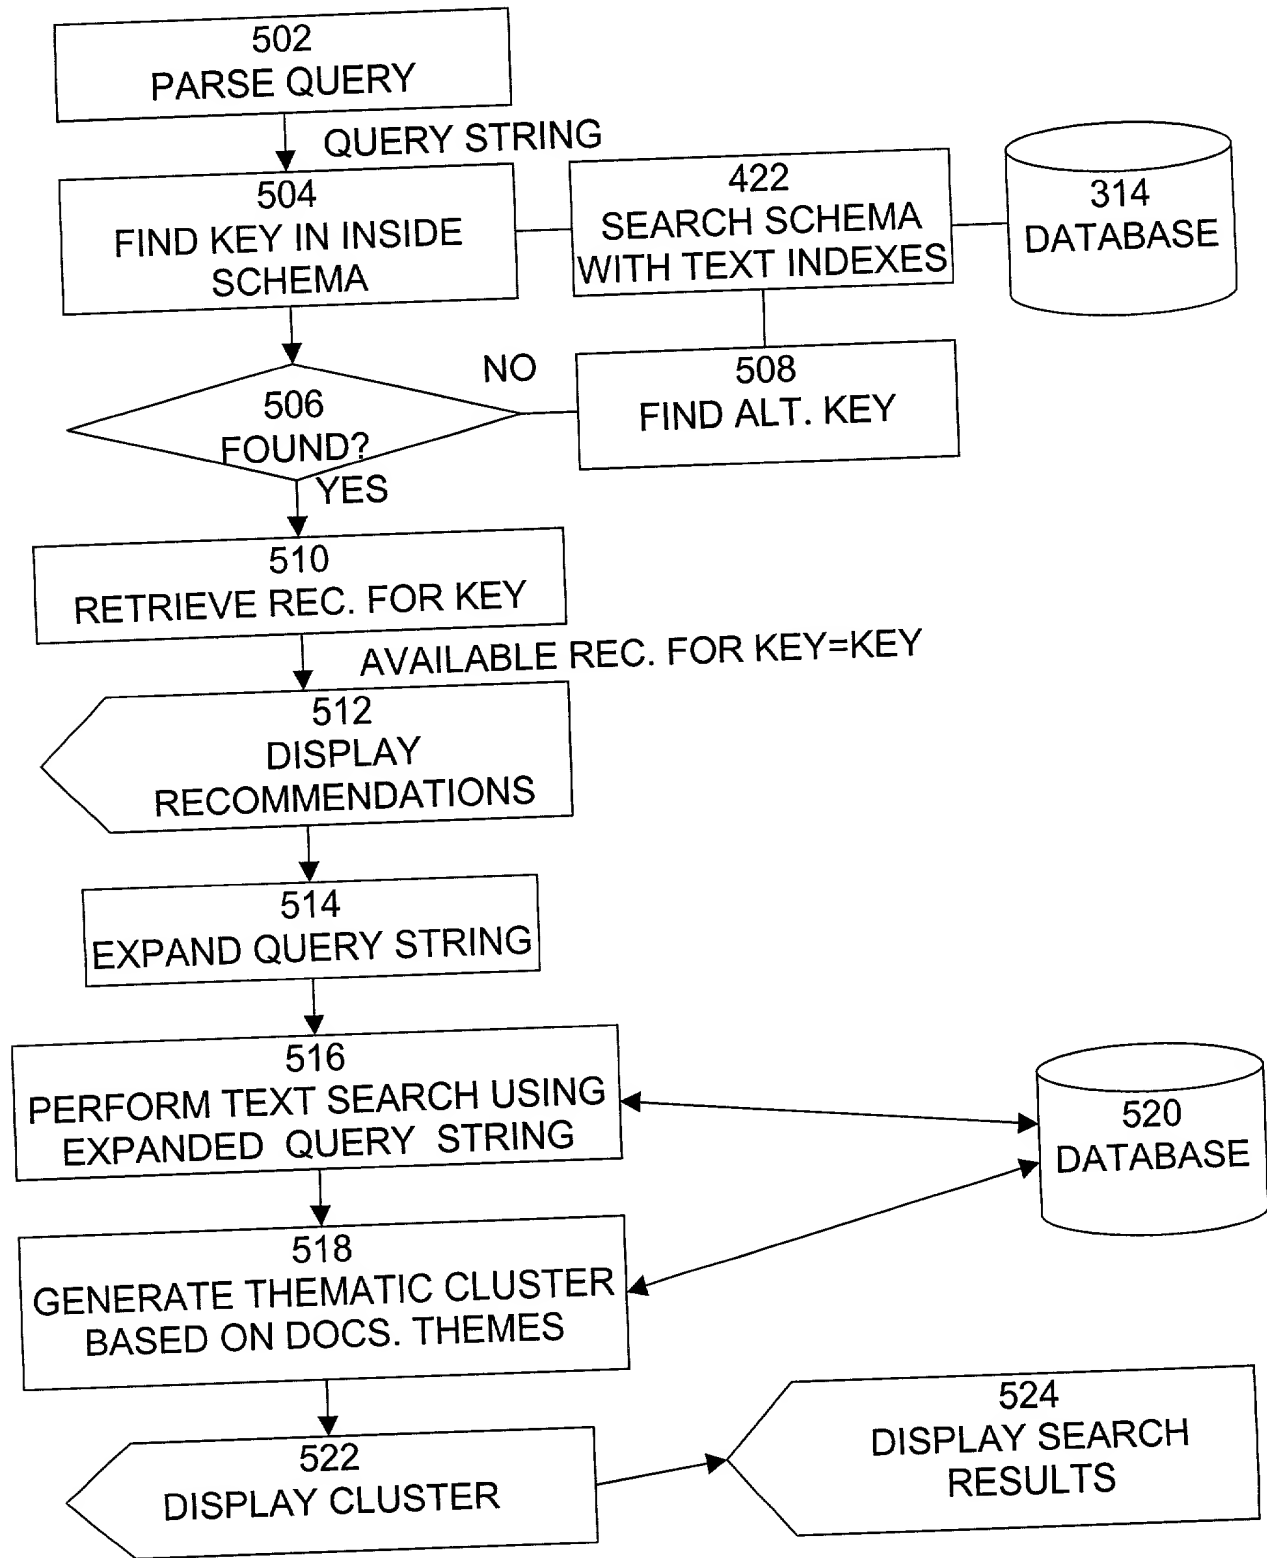 502
PARSE QUERY
QUERY STRING
504
FIND KEY IN INSIDE
SCHEMA
422
SEARCH SCHEMA
WITH TEXT INDEXES
314
DATABASE
NO
508
FIND ALT. KEY
506
FOUND?
YES
510
RETRIEVE REC. FOR KEY
AVAILABLE REC. FOR KEY=KEY
512
DISPLAY
RECOMMENDATIONS
514
EXPAND QUERY STRING
516
PERFORM TEXT SEARCH USING
EXPANDED QUERY STRING
520
DATABASE
518
GENERATE THEMATIC CLUSTER
BASED ON DOCS. THEMES
522
DISPLAY CLUSTER
524
DISPLAY SEARCH
RESULTS